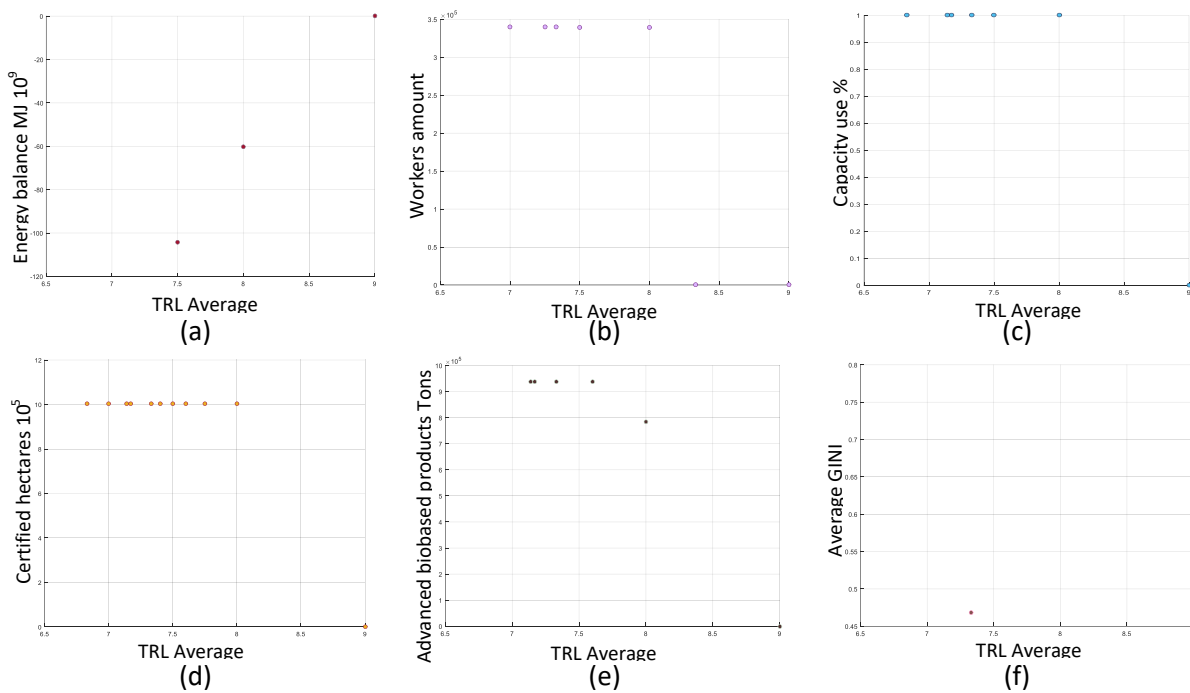 0
-20
-40
-60
-80
-100
-120
Energy balance MJ 10⁹
6.5 7 7.5 8 8.5 9
TRL Average
(a)
× 10⁵
3.5
3
2.5
2
1.5
1
0.5
0
Workers amount
6.5 7 7.5 8 8.5 9
TRL Average
(b)
1
0.9
0.8
0.7
0.6
0.5
0.4
0.3
0.2
0.1
0
Capacity use %
6.5 7 7.5 8 8.5 9
TRL Average
(c)
12
10
8
6
4
2
0
Certified hectares 10⁵
6.5 7 7.5 8 8.5 9
TRL Average
(d)
10
9
8
7
6
5
4
3
2
1
0
Advanced biobased products Tons
6.5 7 7.5 8 8.5 9
TRL Average
(e)
0.8
0.75
0.7
0.65
0.6
0.55
0.5
0.45
Average GINI
6.5 7 7.5 8 8.5
TRL Average
(f)